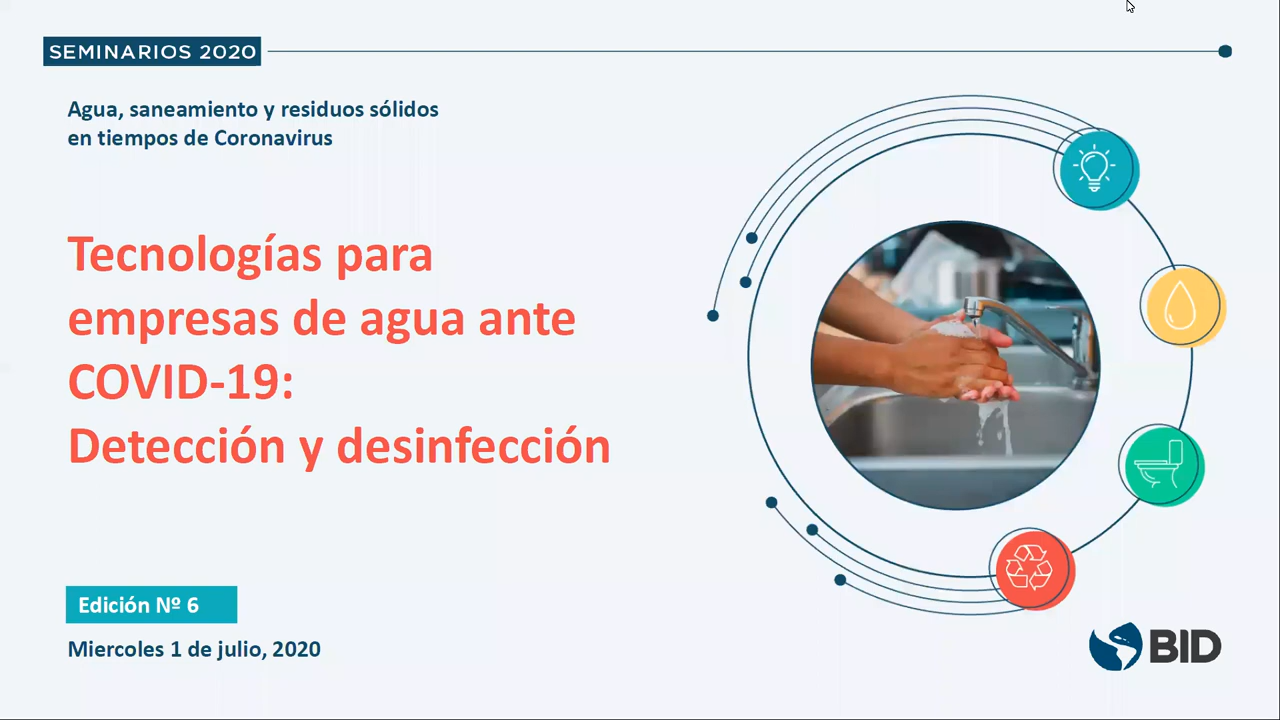 SEMINARIOS 2020
Agua, saneamiento y residuos sólidos
en tiempos de Coronavirus
Tecnologías para
empresas de agua ante
COVID-19:
Detección y desinfección
Edición Nº 6
Miercoles 1 de julio, 2020
BID